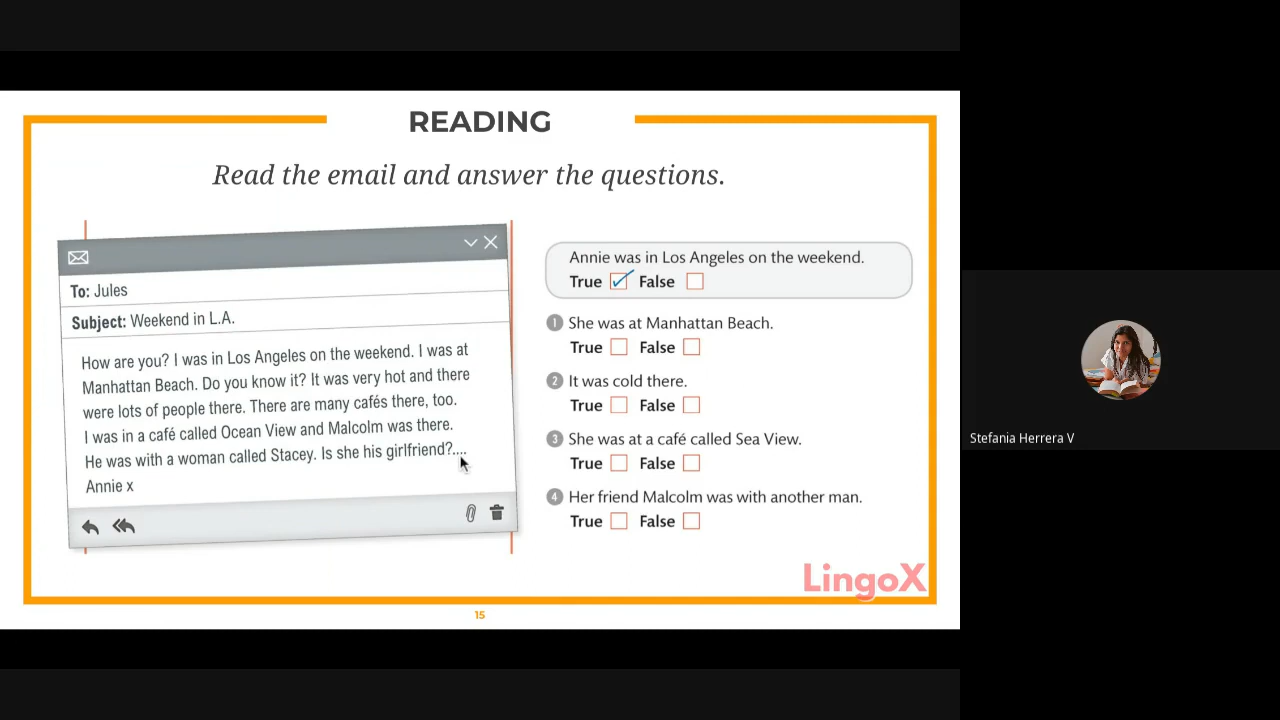 READING
Read the email and answer the questions.
To: Jules
Subject: Weekend in L.A.
How are you? I was in Los Angeles on the weekend. I was at
Manhattan Beach. Do you know it? It was very hot and there
were lots of people there. There are many cafés there, too.
I was in a café called Ocean View and Malcolm was there.
He was with a woman called Stacey. Is she his girlfriend?....
Annie x
Annie was in Los Angeles on the weekend.
True False
1 She was at Manhattan Beach.
True False
2 It was cold there.
True False
3 She was at a café called Sea View.
True False
4 Her friend Malcolm was with another man.
True False
LingoX
15
Stefania Herrera V